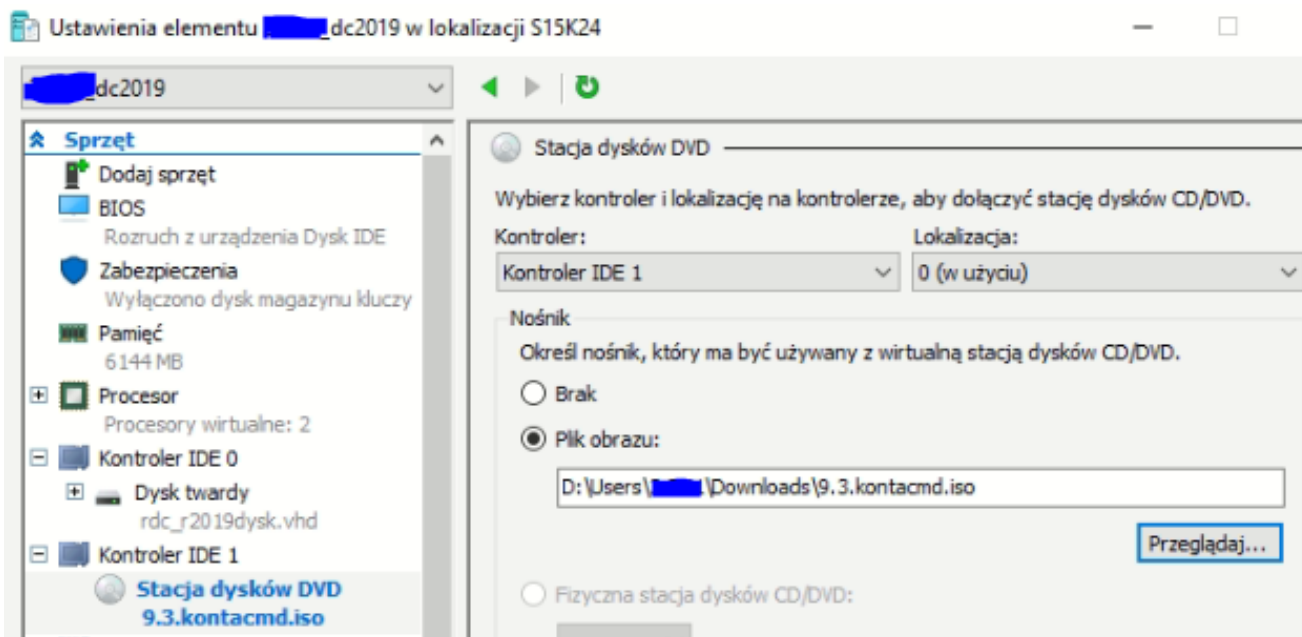 Ustawienia elementu _dc2019 w lokalizacji S15K24
_dc2019
Sprzęt
Dodaj sprzęt
BIOS
Rozruch z urządzenia Dysk IDE
Zabezpieczenia
Wyłączono dysk magazynu kluczy
Pamięć
6144 MB
Procesor
Procesory wirtualne: 2
Kontroler IDE 0
Dysk twardy
rdc_r2019dysk.vhd
Kontroler IDE 1
Stacja dysków DVD
9.3.kontacmd.iso
Stacja dysków DVD
Wybierz kontroler i lokalizację na kontrolerze, aby dołączyć stację dysków CD/DVD.
Kontroler:
Lokalizacja:
Kontroler IDE 1
0 (w użyciu)
Nośnik
Określ nośnik, który ma być używany z wirtualną stacją dysków CD/DVD.
Brak
Plik obrazu:
D:\Users\ \Downloads\9.3.kontacmd.iso
Przeglądaj...
Fizyczna stacja dysków CD/DVD: